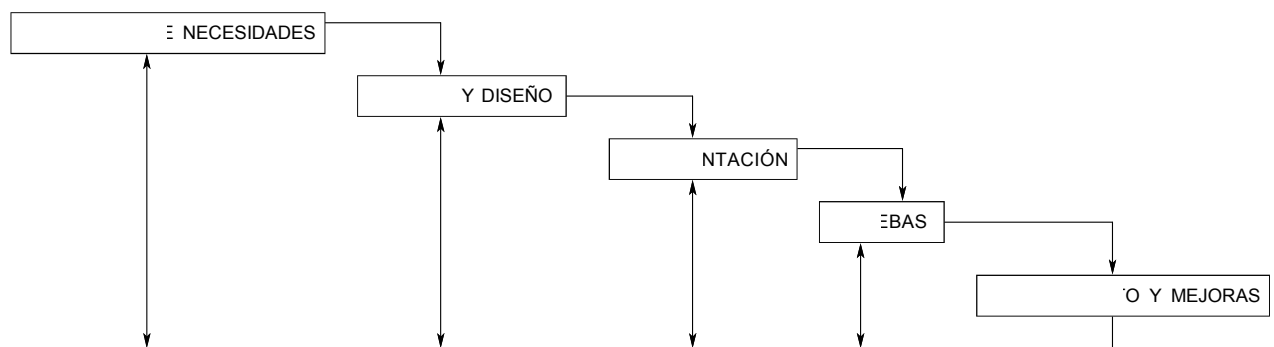 NECESIDADES
Y DISEÑO
NTACIÓN
EBAS
O Y MEJORAS